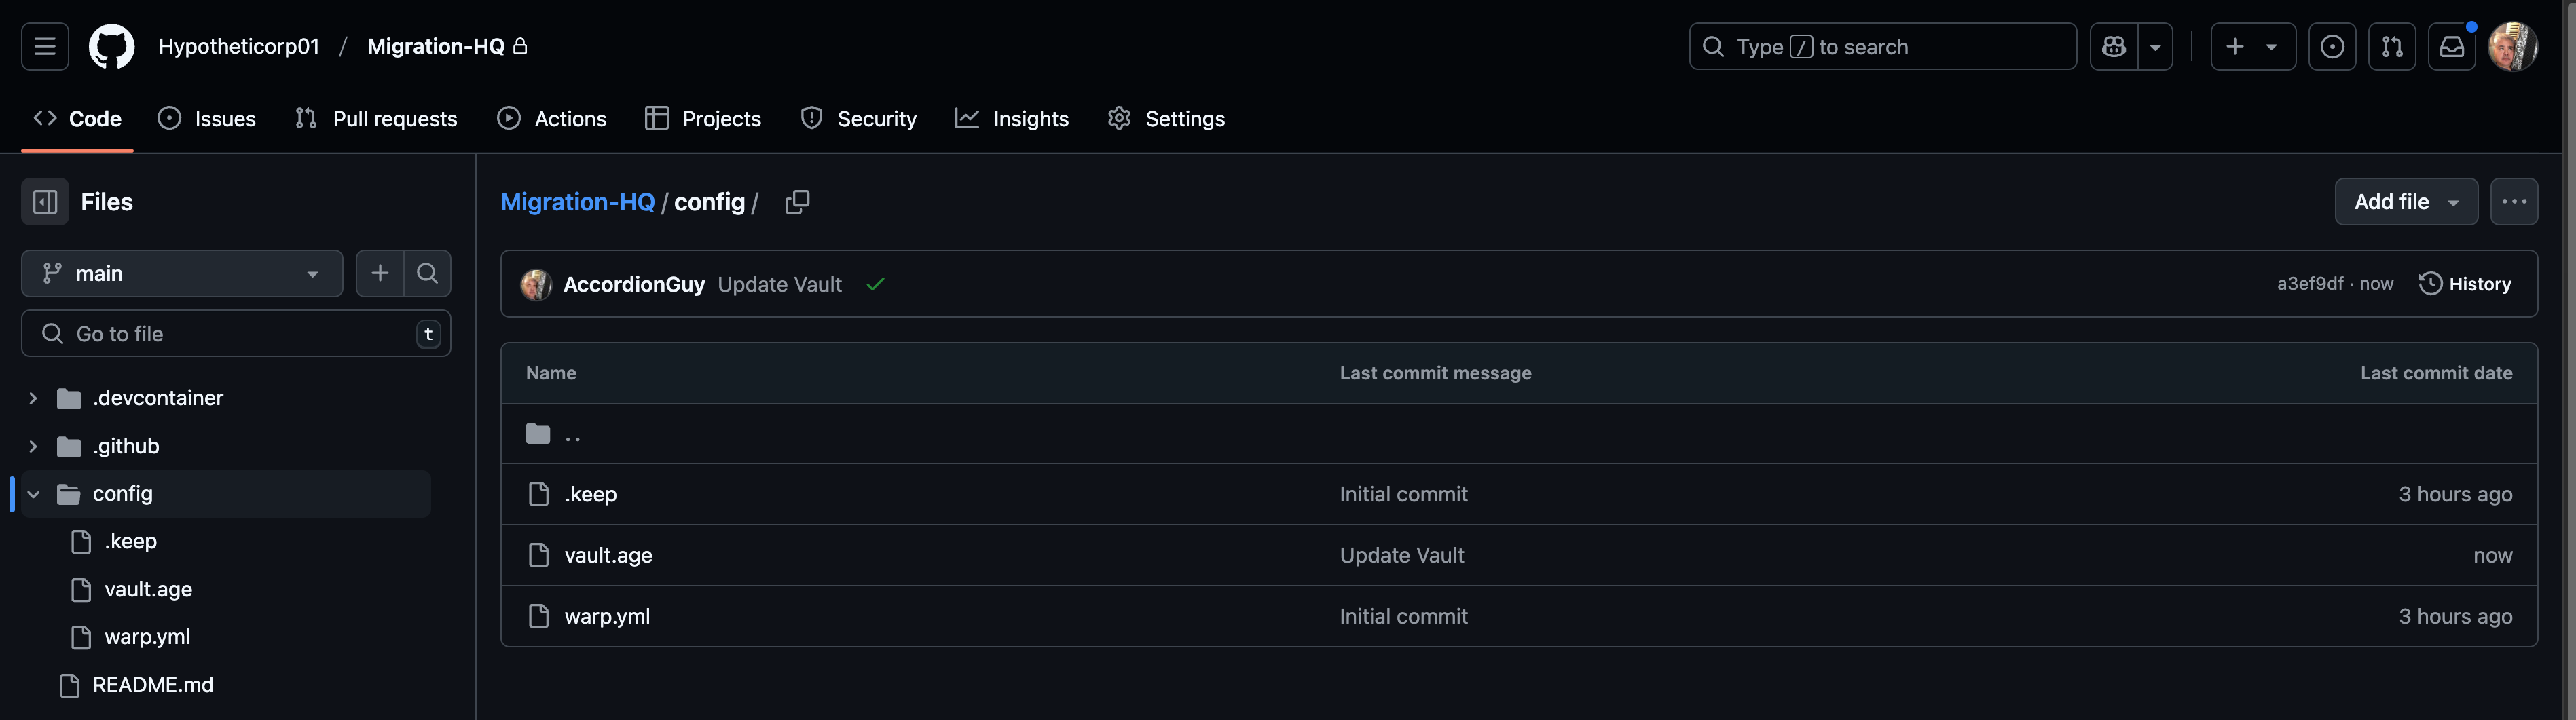 Hypotheticorp01 / Migration-HQ
Type / to search
Code Issues Pull requests Actions Projects Security Insights Settings
Files
main
Go to file t
.devcontainer
.github
config
.keep
vault.age
warp.yml
README.md
Migration-HQ / config /
Add file
AccordionGuy Update Vault
a3ef9df · now History
Name Last commit message Last commit date
..
.keep Initial commit 3 hours ago
vault.age Update Vault now
warp.yml Initial commit 3 hours ago